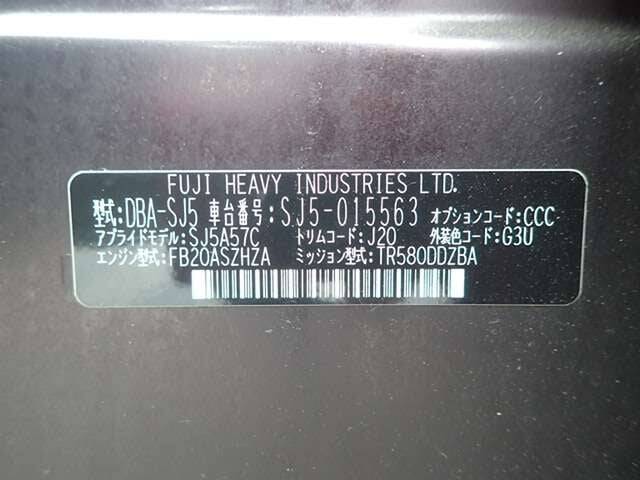 FUJI HEAVY INDUSTRIES LTD.
型式:DBA-SJ5 車台番号:SJ5-015563 オプションコード:CCC
アプライドモデル:SJ5A57C トリムコード:J20 外装色コード:G3U
エンジン型式:FB20ASZHZA ミッション型式:TR580DDZBA